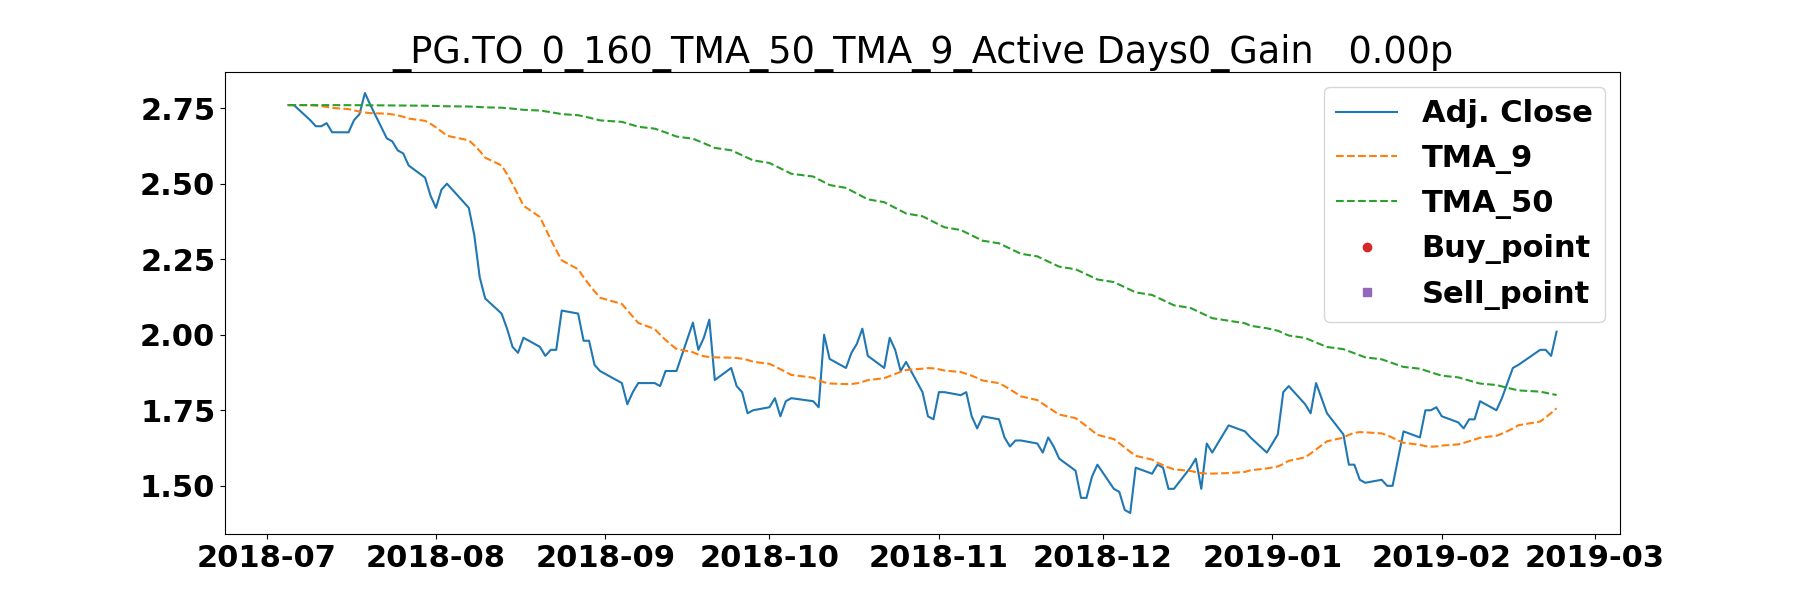 _PG.TO_0_160_TMA_50_TMA_9_Active Days0_Gain   0.00p
2.75
2.50
2.25
2.00
1.75
1.50
Adj. Close
TMA_9
TMA_50
Buy_point
Sell_point
2018-07 2018-08 2018-09 2018-10 2018-11 2018-12 2019-01 2019-02 2019-03